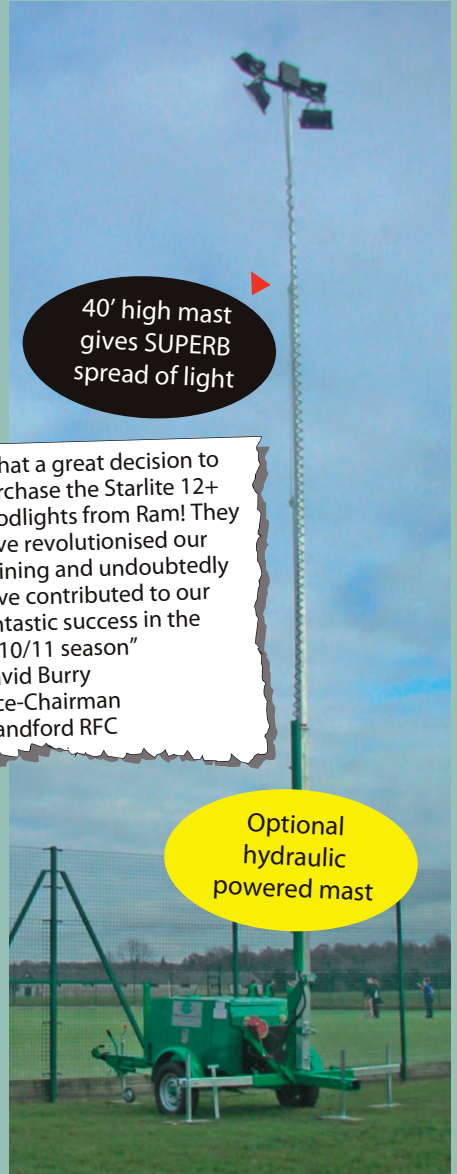 40’ high mast
gives SUPERB
spread of light
hat a great decision to
rchase the Starlite 12+
odlights from Ram! They
ve revolutionised our
ining and undoubtedly
ve contributed to our
ntastic success in the
10/11 season”
avid Burry
ce-Chairman
andford RFC
Optional
hydraulic
powered mast